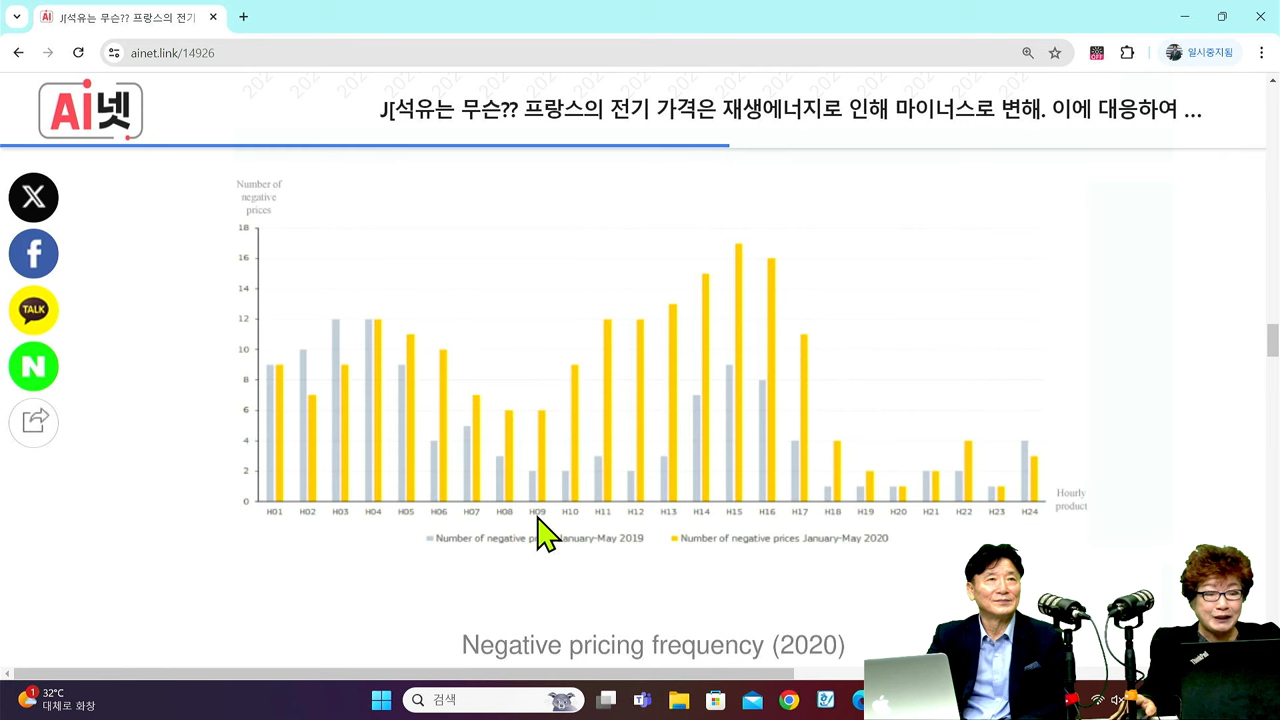 J[석유는 무슨?? 프랑스의 전기
ainet.link/14926
OFF
일시중지됨
Ai넷
J[석유는 무슨?? 프랑스의 전기 가격은 재생에너지로 인해 마이너스로 변해. 이에 대응하여 ...
TALK
N
Number of
negative
prices
18
16
14
12
10
8
6
4
2
0
H01 H02 H03 H04 H05 H06 H07 H08 H09 H10 H11 H12 H13 H14 H15 H16 H17 H18 H19 H20 H21 H22 H23 H24
Hourly
product
Number of negative January-May 2019
Number of negative prices January-May 2020
Negative pricing frequency (2020)
ThinkPad
1
32°C
대체로 화창
검색